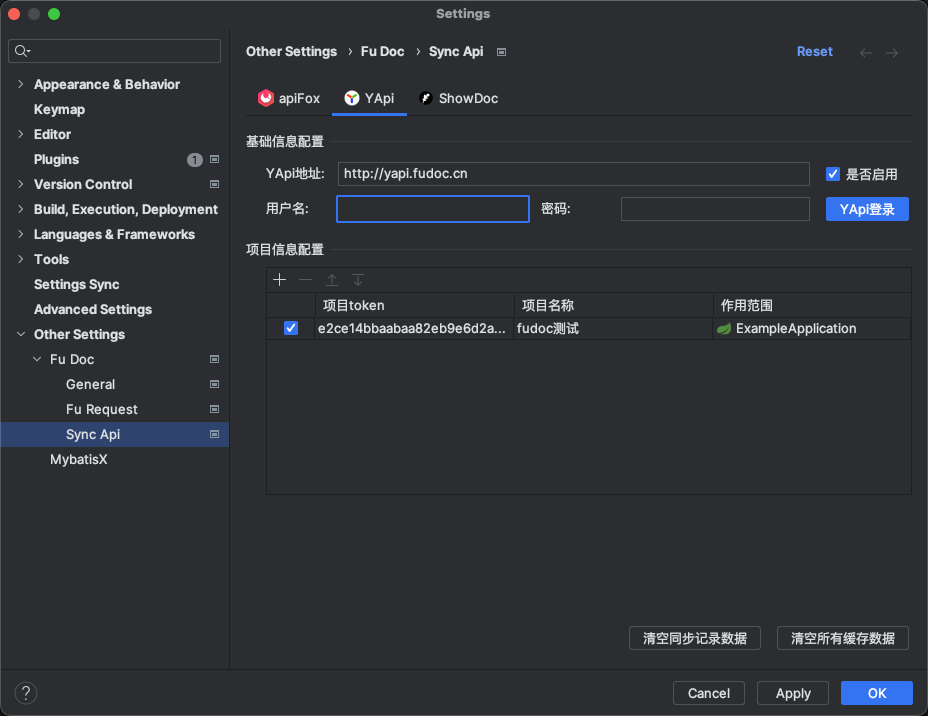 Settings
Other Settings › Fu Doc › Sync Api
Reset
Appearance & Behavior
Keymap
Editor
Plugins 1
Version Control
Build, Execution, Deployment
Languages & Frameworks
Tools
Settings Sync
Advanced Settings
Other Settings
Fu Doc
General
Fu Request
Sync Api
MybatisX
apiFox YApi ShowDoc
基础信息配置
YApi地址: http://yapi.fudoc.cn 是否启用
用户名: 密码: YApi登录
项目信息配置
项目token 项目名称 作用范围
e2ce14bbaabaa82eb9e6d2a... fudoc测试 ExampleApplication
清空同步记录数据 清空所有缓存数据
? Cancel Apply OK